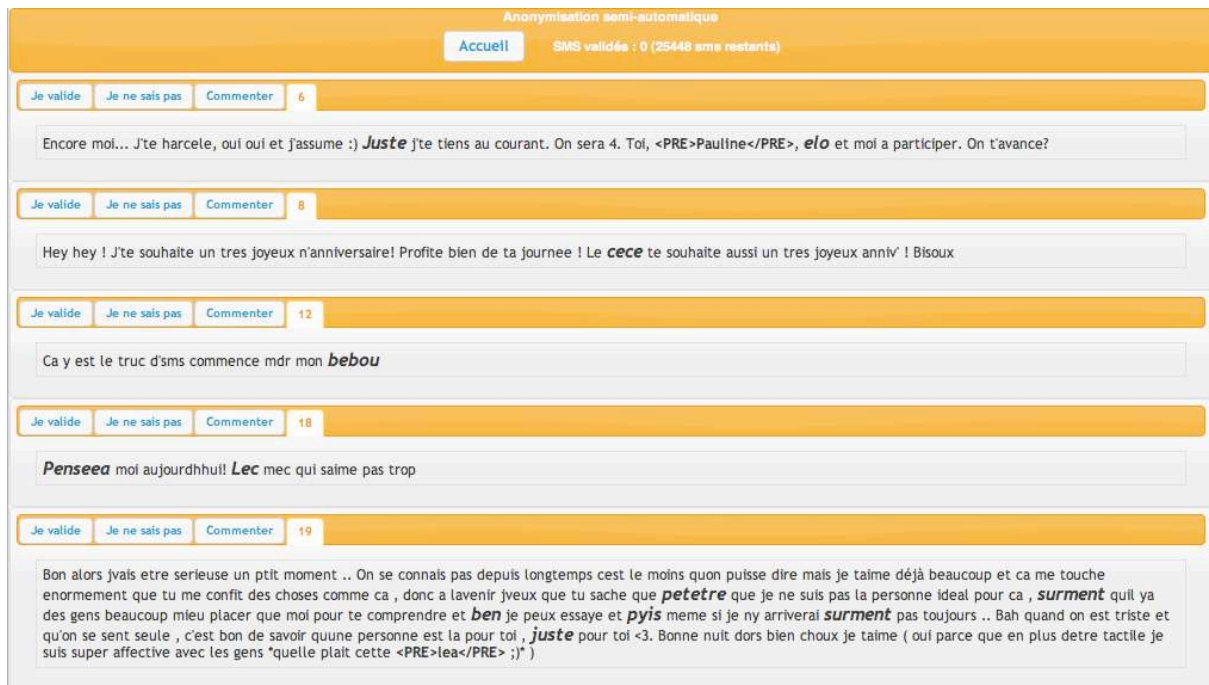 Anonymisation semi-automatique
Accueil SMS validés : 0 (25448 sms restants)
Je valide Je ne sais pas Commenter 6
Encore moi... J'te harcele, oui oui et j'assume :) Juste j'te tiens au courant. On sera 4. Toi, <PRE>Pauline</PRE>, elo et moi a participer. On t'avance?
Je valide Je ne sais pas Commenter 8
Hey hey ! J'te souhaite un tres joyeux n'anniversaire! Profite bien de ta journee ! Le cece te souhaite aussi un tres joyeux anniv' ! Bisoux
Je valide Je ne sais pas Commenter 12
Ca y est le truc d'sms commence mdr mon bebou
Je valide Je ne sais pas Commenter 18
Penseea moi aujourdhhui! Lec mec qui saime pas trop
Je valide Je ne sais pas Commenter 19
Bon alors jvais etre serieuse un ptit moment .. On se connais pas depuis longtemps cest le moins quon puisse dire mais je taime déjà beaucoup et ca me touche
enormement que tu me confit des choses comme ca , donc a lavenir jveux que tu sache que petetre que je ne suis pas la personne ideal pour ca , surment quil ya
des gens beaucoup mieu placer que moi pour te comprendre et ben je peux essaye et pyis meme si je ny arriverai surment pas toujours .. Bah quand on est triste et
qu'on se sent seule , c'est bon de savoir quune personne est la pour toi , juste pour toi <3. Bonne nuit dors bien choux je taime ( oui parce que en plus detre tactile je
suis super affective avec les gens *quelle plait cette <PRE>lea</PRE> ;)* )